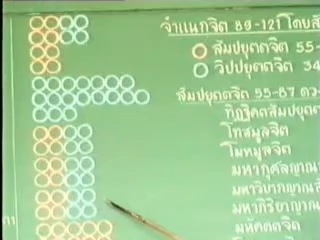 จำแนกจิต 89-121 โดยสั
สัมปยุตตจิต 55-
วิปปยุตตจิต 34
สัมปยุตตจิต 55-87 ดว
ทิฏฐิคตสัมปยุต
โทสมูลจิต
โมหมูลจิต
มหากุศลญาณ
มหาวิปากญาณส
มหากิริยาญาณ
มหัคคตจิต